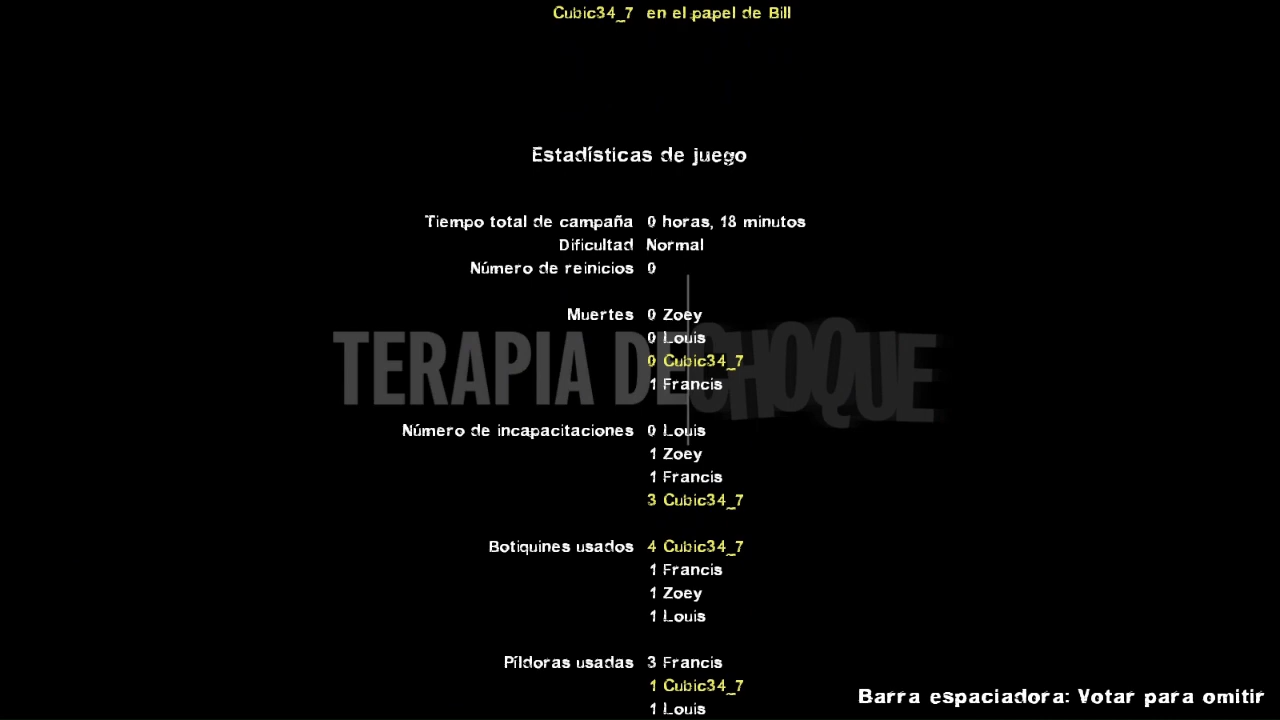 Cubic34_7 en el papel de Bill
Estadísticas de juego
Tiempo total de campaña 0 horas, 18 minutos
Dificultad Normal
Número de reinicios 0
Muertes 0 Zoey
0 Louis
TERAPIA DE CHOQUE
0 Cubic34_7
1 Francis
Número de incapacitaciones 0 Louis
1 Zoey
1 Francis
3 Cubic34_7
Botiquines usados 4 Cubic34_7
1 Francis
1 Zoey
1 Louis
Píldoras usadas 3 Francis
1 Cubic34_7
1 Louis
Barra espaciadora: Votar para omitir